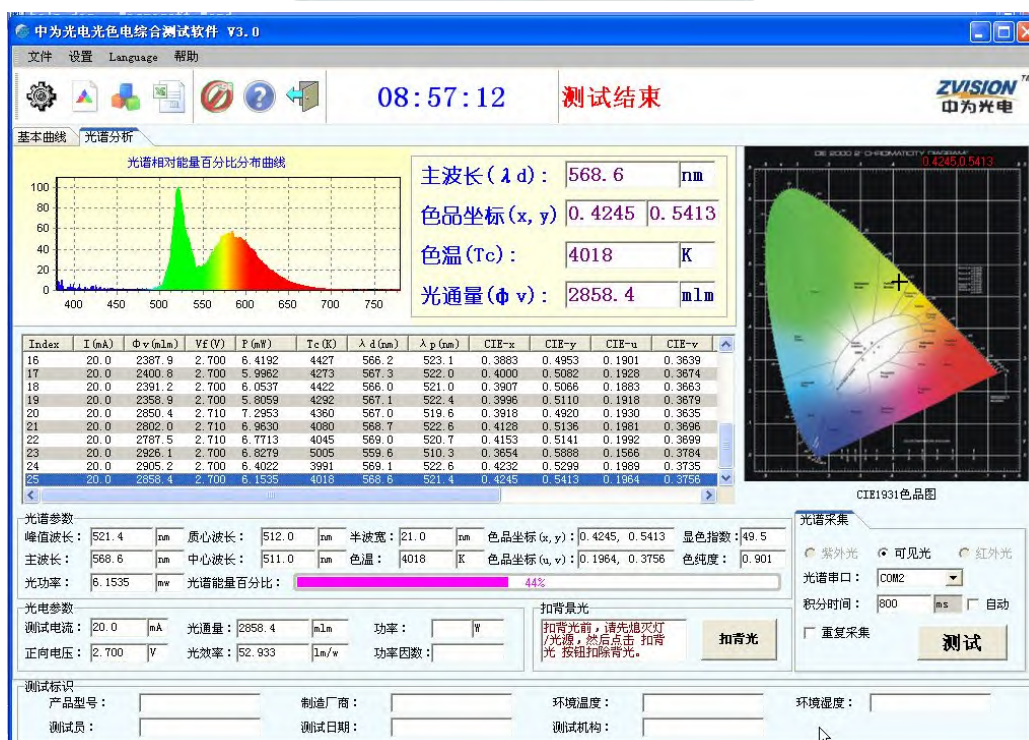 中为光电光色电综合测试软件 V3.0
文件 设置 Language 帮助
08:57:12 测试结束
ZVISION
中为光电
基本曲线 光谱分析
光谱相对能量百分比分布曲线
100
80
60
40
20
0
400 450 500 550 600 650 700 750
主波长(λd): 568.6 nm
色品坐标(x,y) 0.4245 0.5413
色温(Tc): 4018 K
光通量(φv): 2858.4 mlm
0.4245,0.5413
Index I(mA) Φv(mlm) Vf(V) P(mW) Tc(K) λd(nm) λp(nm) CIE-x CIE-y CIE-u CIE-v
16 20.0 2387.9 2.700 6.4192 4427 566.2 523.1 0.3883 0.4953 0.1901 0.3639
17 20.0 2400.8 2.700 5.9962 4273 567.3 522.0 0.4000 0.5082 0.1928 0.3674
18 20.0 2391.2 2.700 6.0537 4422 566.0 521.0 0.3907 0.5066 0.1883 0.3663
19 20.0 2358.9 2.700 5.8059 4292 567.1 522.4 0.3996 0.5110 0.1918 0.3679
20 20.0 2850.4 2.710 7.2953 4360 567.0 519.6 0.3918 0.4920 0.1930 0.3635
21 20.0 2802.0 2.710 6.9630 4080 568.7 522.6 0.4128 0.5136 0.1981 0.3696
22 20.0 2787.5 2.710 6.7713 4045 569.0 520.7 0.4153 0.5141 0.1992 0.3699
23 20.0 2926.1 2.700 6.8279 5005 559.6 510.3 0.3654 0.5888 0.1566 0.3784
24 20.0 2905.2 2.700 6.4022 3991 569.1 522.6 0.4232 0.5299 0.1989 0.3735
25 20.0 2858.4 2.700 6.1535 4018 568.6 521.4 0.4245 0.5413 0.1964 0.3756
CIE1931色品图
光谱参数
峰值波长: 521.4 nm 质心波长: 512.0 nm 半波宽: 21.0 nm 色品坐标(x,y): 0.4245, 0.5413 显色指数: 49.5
主波长: 568.6 nm 中心波长: 511.0 nm 色温: 4018 K 色品坐标(u,v): 0.1964, 0.3756 色纯度: 0.901
光功率: 6.1535 mw 光谱能量百分比: 44%
光电参数
测试电流: 20.0 mA 光通量: 2858.4 mlm 功率: W
正向电压: 2.700 V 光效率: 52.933 lm/w 功率因数:
扣背景光
扣背光前,请先熄灭灯
/光源,然后点击 扣背
光 按钮扣除背光。
扣背光
光谱采集
紫外光 可见光 红外光
光谱串口: COM2
积分时间: 800 ms 自动
重复采集 测试
测试标识
产品型号: 制造厂商: 环境温度: 环境湿度:
测试员: 测试日期: 测试机构: